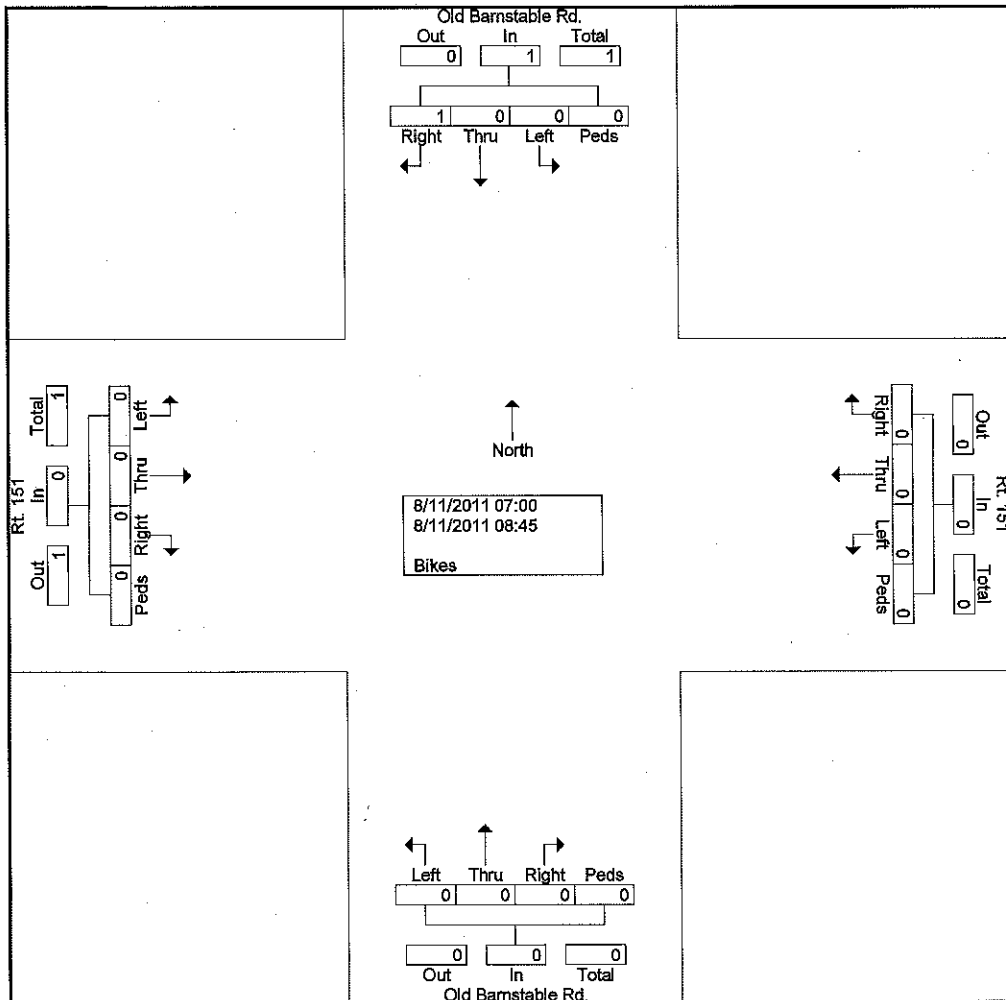 Old Barnstable Rd.
Out In Total
0 1 1
1 0 0 0
Right Thru Left Peds
Rt. 151
Total In Out
1 0 1
0 0 0 0
Left Thru Right Peds
North
8/11/2011 07:00
8/11/2011 08:45
Bikes
Right Thru Left Peds
0 0 0 0
Out In Total
0 0 0
Rt. 151
Left Thru Right Peds
0 0 0 0
0 0 0
Out In Total
Old Barnstable Rd.